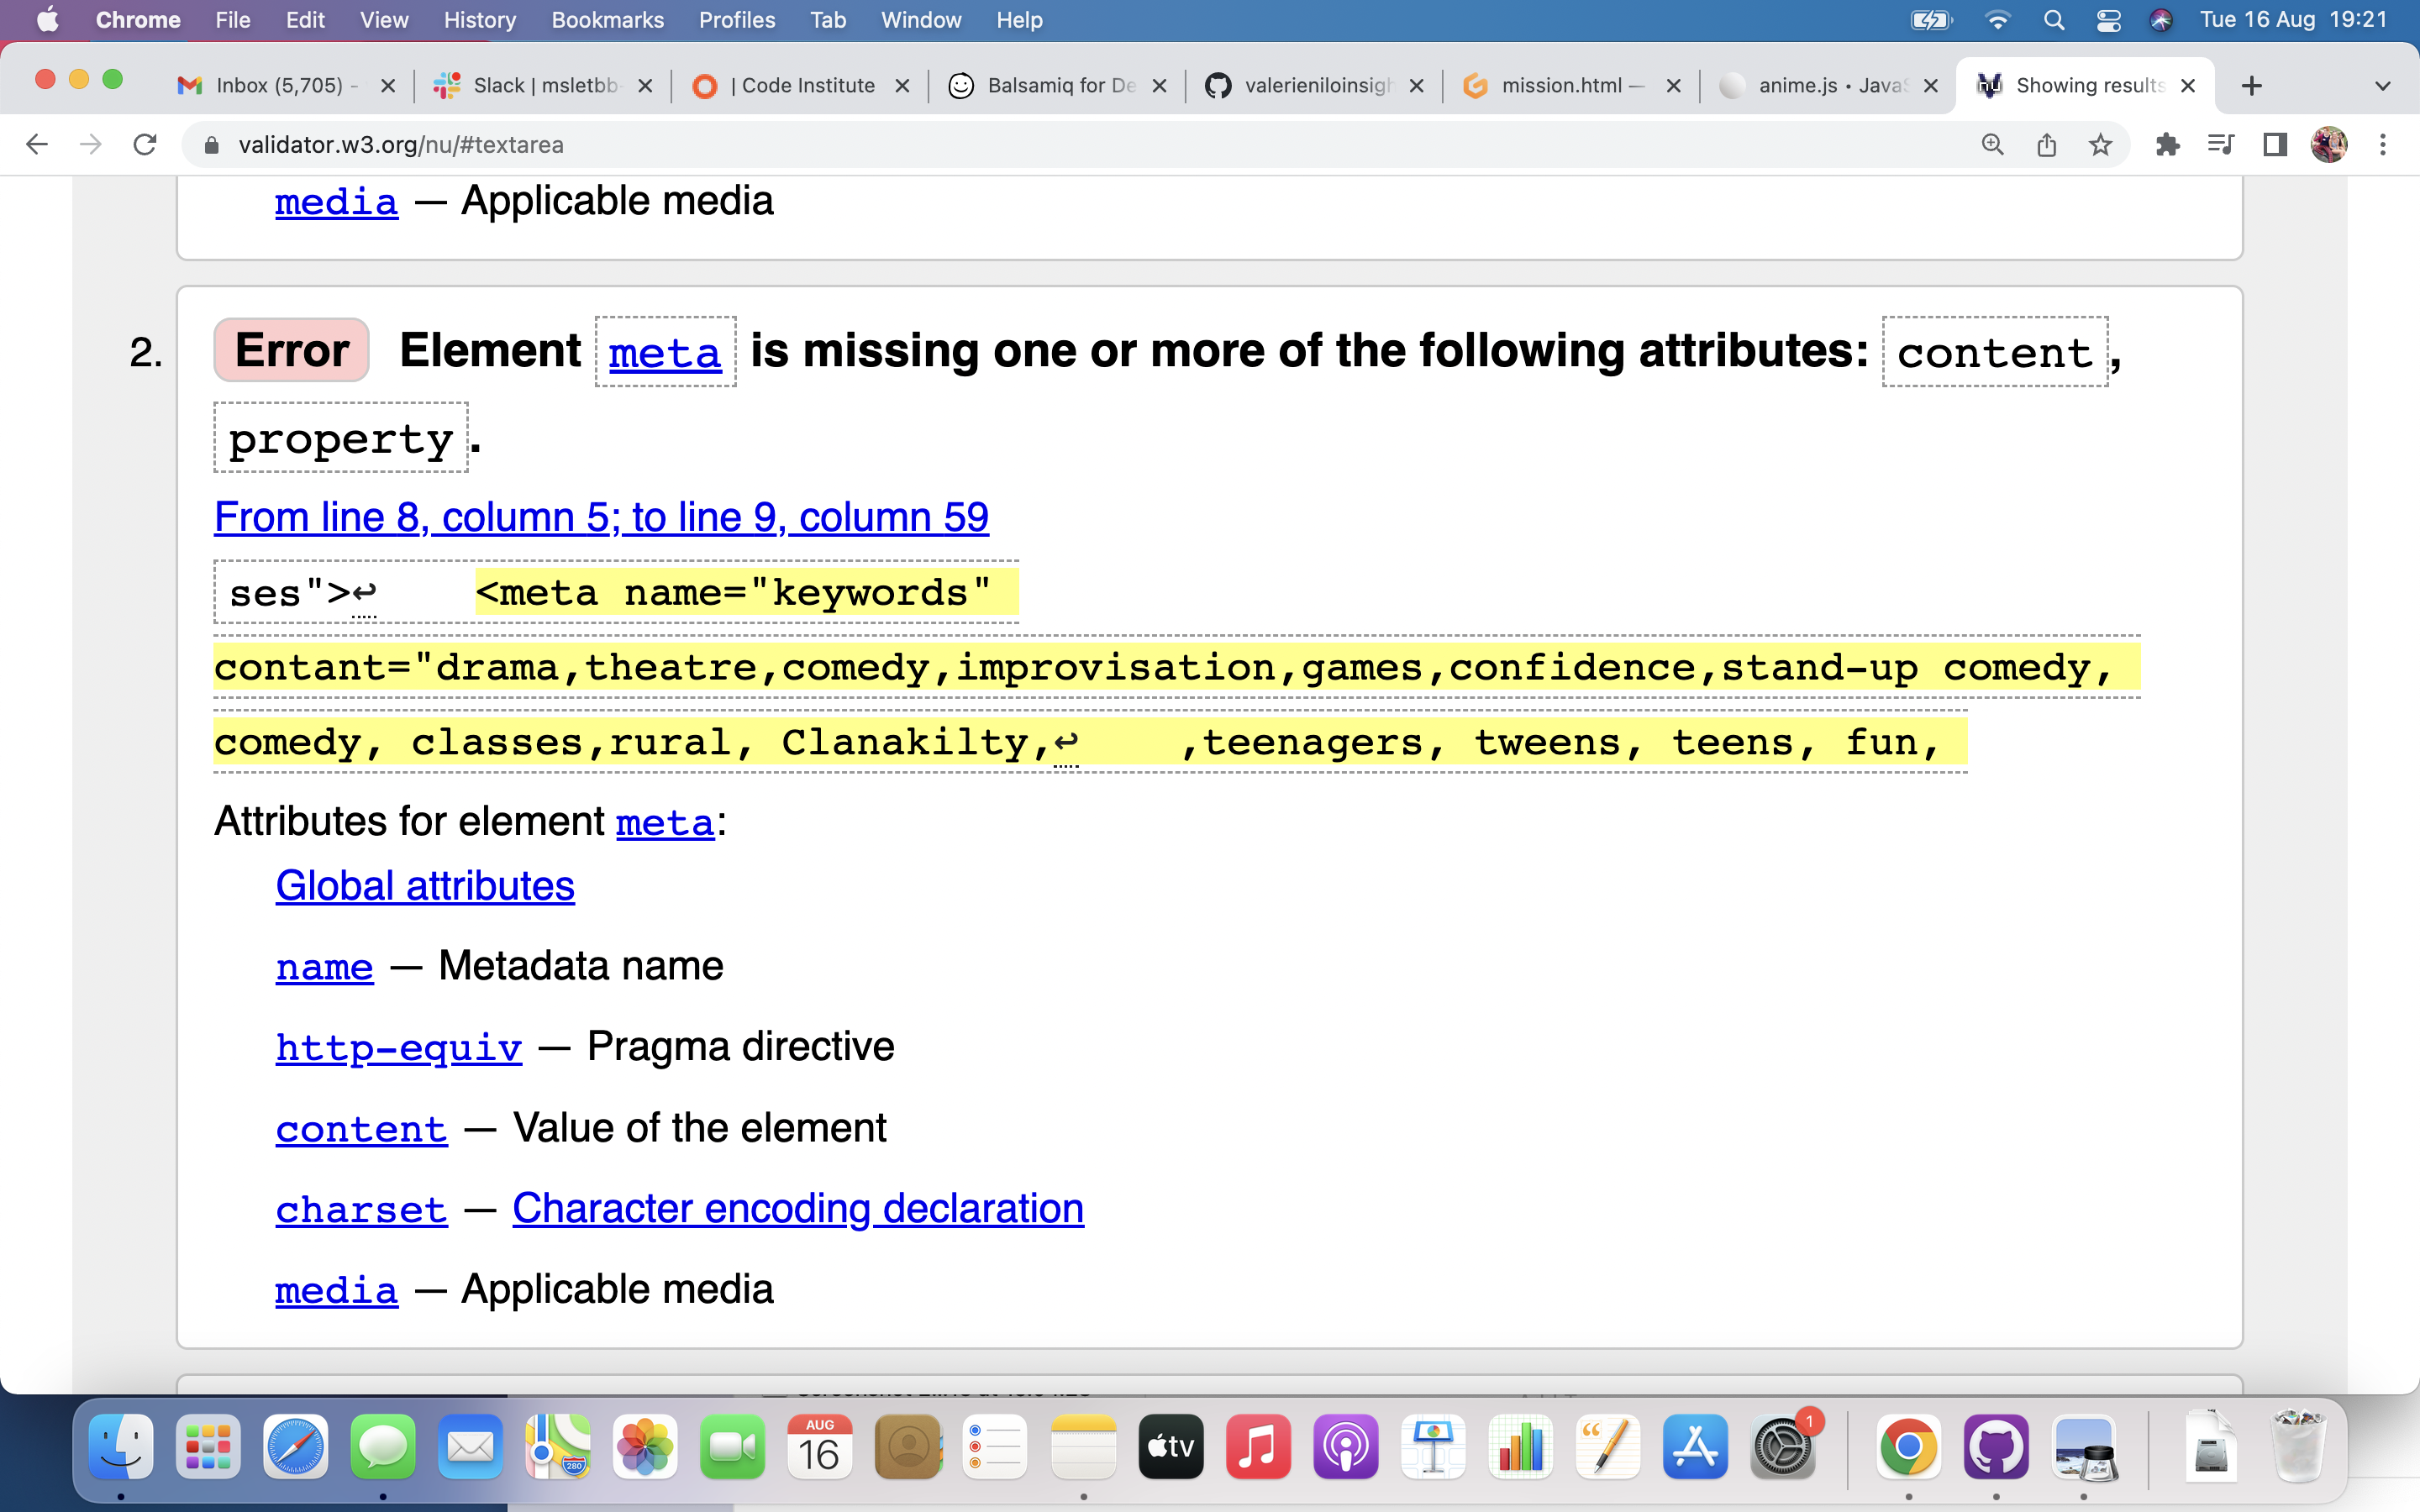 Chrome File Edit View History Bookmarks Profiles Tab Window Help Tue 16 Aug 19:21
Inbox (5,705) - Slack | msletbb- | Code Institute Balsamiq for De valerieniloinsigh mission.html — anime.js • JavaS Showing results
validator.w3.org/nu/#textarea
media — Applicable media
2. Error Element meta is missing one or more of the following attributes: content,
property.
From line 8, column 5; to line 9, column 59
ses">↩ <meta name="keywords"
contant="drama,theatre,comedy,improvisation,games,confidence,stand-up comedy,
comedy, classes,rural, Clanakilty,↩ ,teenagers, tweens, teens, fun,
Attributes for element meta:
Global attributes
name — Metadata name
http-equiv — Pragma directive
content — Value of the element
charset — Character encoding declaration
media — Applicable media
AUG
16
280
tv
1